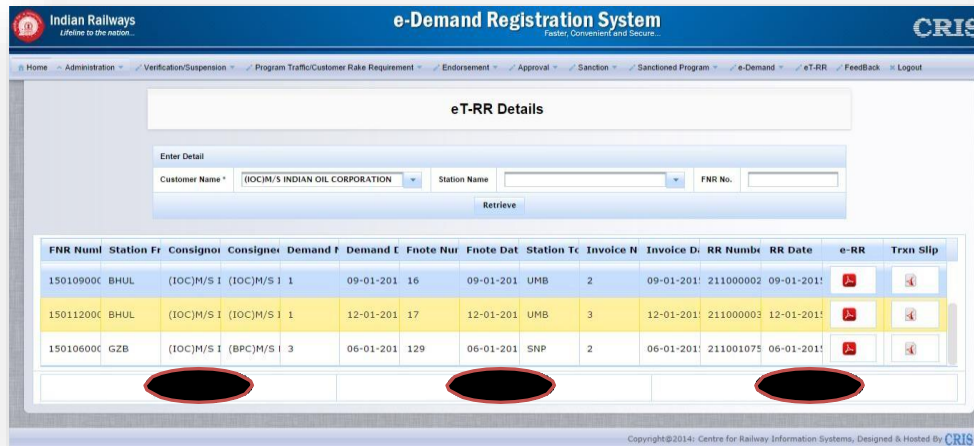 Indian Railways
Lifeline to the nation...
e-Demand Registration System
Faster, Convenient and Secure...
CRIS
Home Administration Verification/Suspension Program Traffic/Customer Rake Requirement Endorsement Approval Sanction Sanctioned Program e-Demand eT-RR FeedBack Logout
eT-RR Details
Enter Detail
Customer Name * (IOC)M/S INDIAN OIL CORPORATION Station Name FNR No.
Retrieve
FNR Numl Station Fr Consignor Consignee Demand N Demand D Fnote Nur Fnote Dat Station To Invoice N Invoice Da RR Numbe RR Date e-RR Trxn Slip
15010900( BHUL (IOC)M/S I (IOC)M/S I 1 09-01-201 16 09-01-201 UMB 2 09-01-201! 211000002 09-01-201!
15011200( BHUL (IOC)M/S I (IOC)M/S I 1 12-01-201 17 12-01-201 UMB 3 12-01-201! 211000003 12-01-201!
15010600( GZB (IOC)M/S I (BPC)M/S I 3 06-01-201 129 06-01-201 SNP 2 06-01-201! 211001075 06-01-201!
Copyright@2014: Centre for Railway Information Systems, Designed & Hosted By CRIS